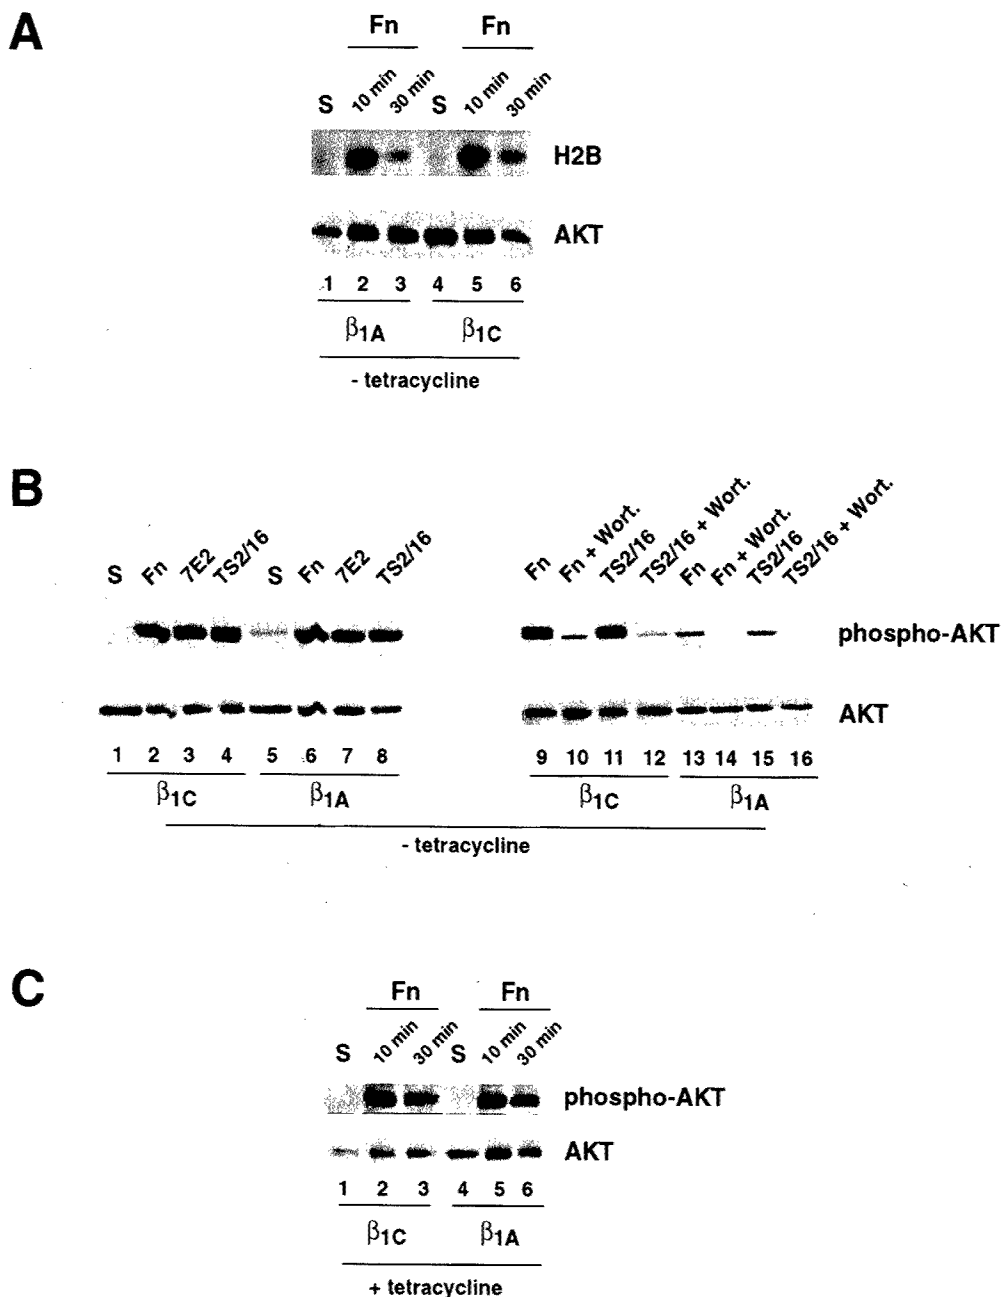 A
Fn Fn
S 10 min 30 min S 10 min 30 min
H2B
AKT
1 2 3 4 5 6
β1A β1C
- tetracycline
B
S Fn 7E2 TS2/16 S Fn 7E2 TS2/16 Fn Fn + Wort. TS2/16 TS2/16 + Wort. Fn Fn + Wort. TS2/16 TS2/16 + Wort.
phospho-AKT
AKT
1 2 3 4 5 6 7 8 9 10 11 12 13 14 15 16
β1C β1A β1C β1A
- tetracycline
C
Fn Fn
S 10 min 30 min S 10 min 30 min
phospho-AKT
AKT
1 2 3 4 5 6
β1C β1A
+ tetracycline